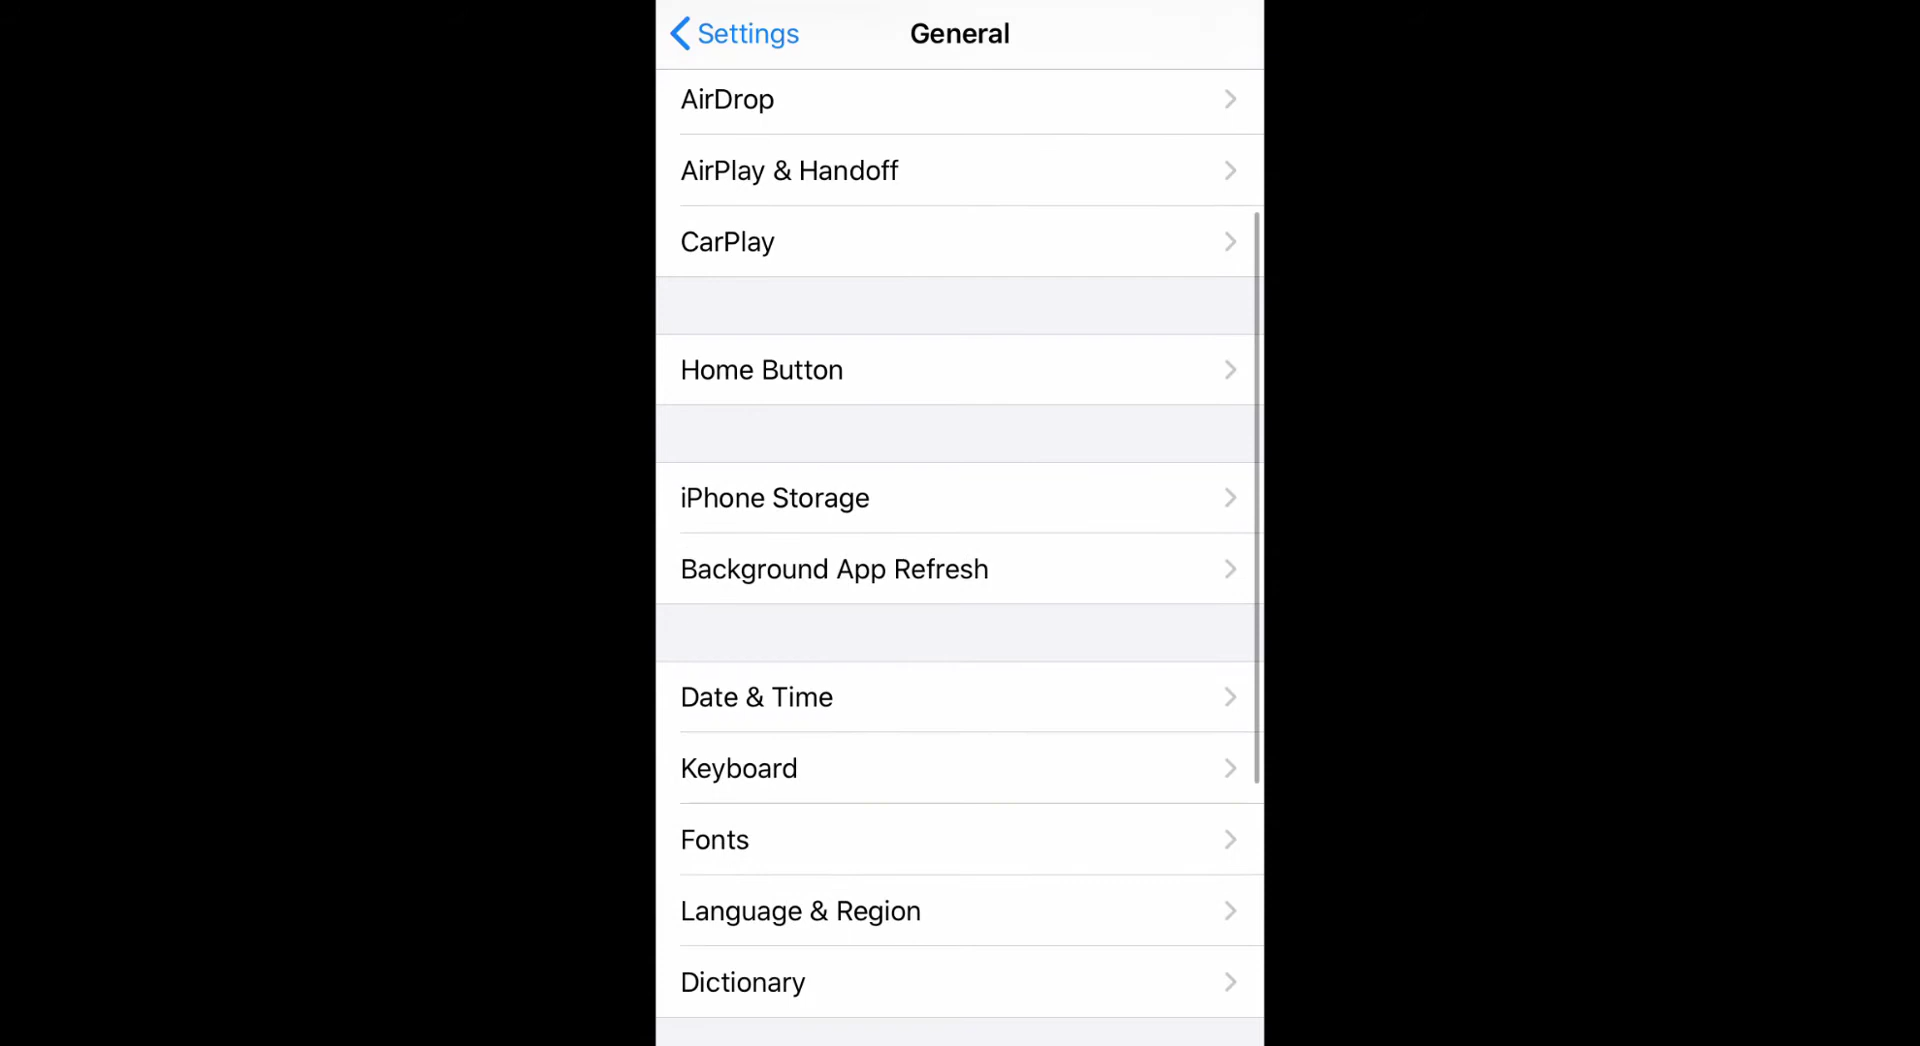 Settings
General
AirDrop
AirPlay & Handoff
CarPlay
Home Button
iPhone Storage
Background App Refresh
Date & Time
Keyboard
Fonts
Language & Region
Dictionary